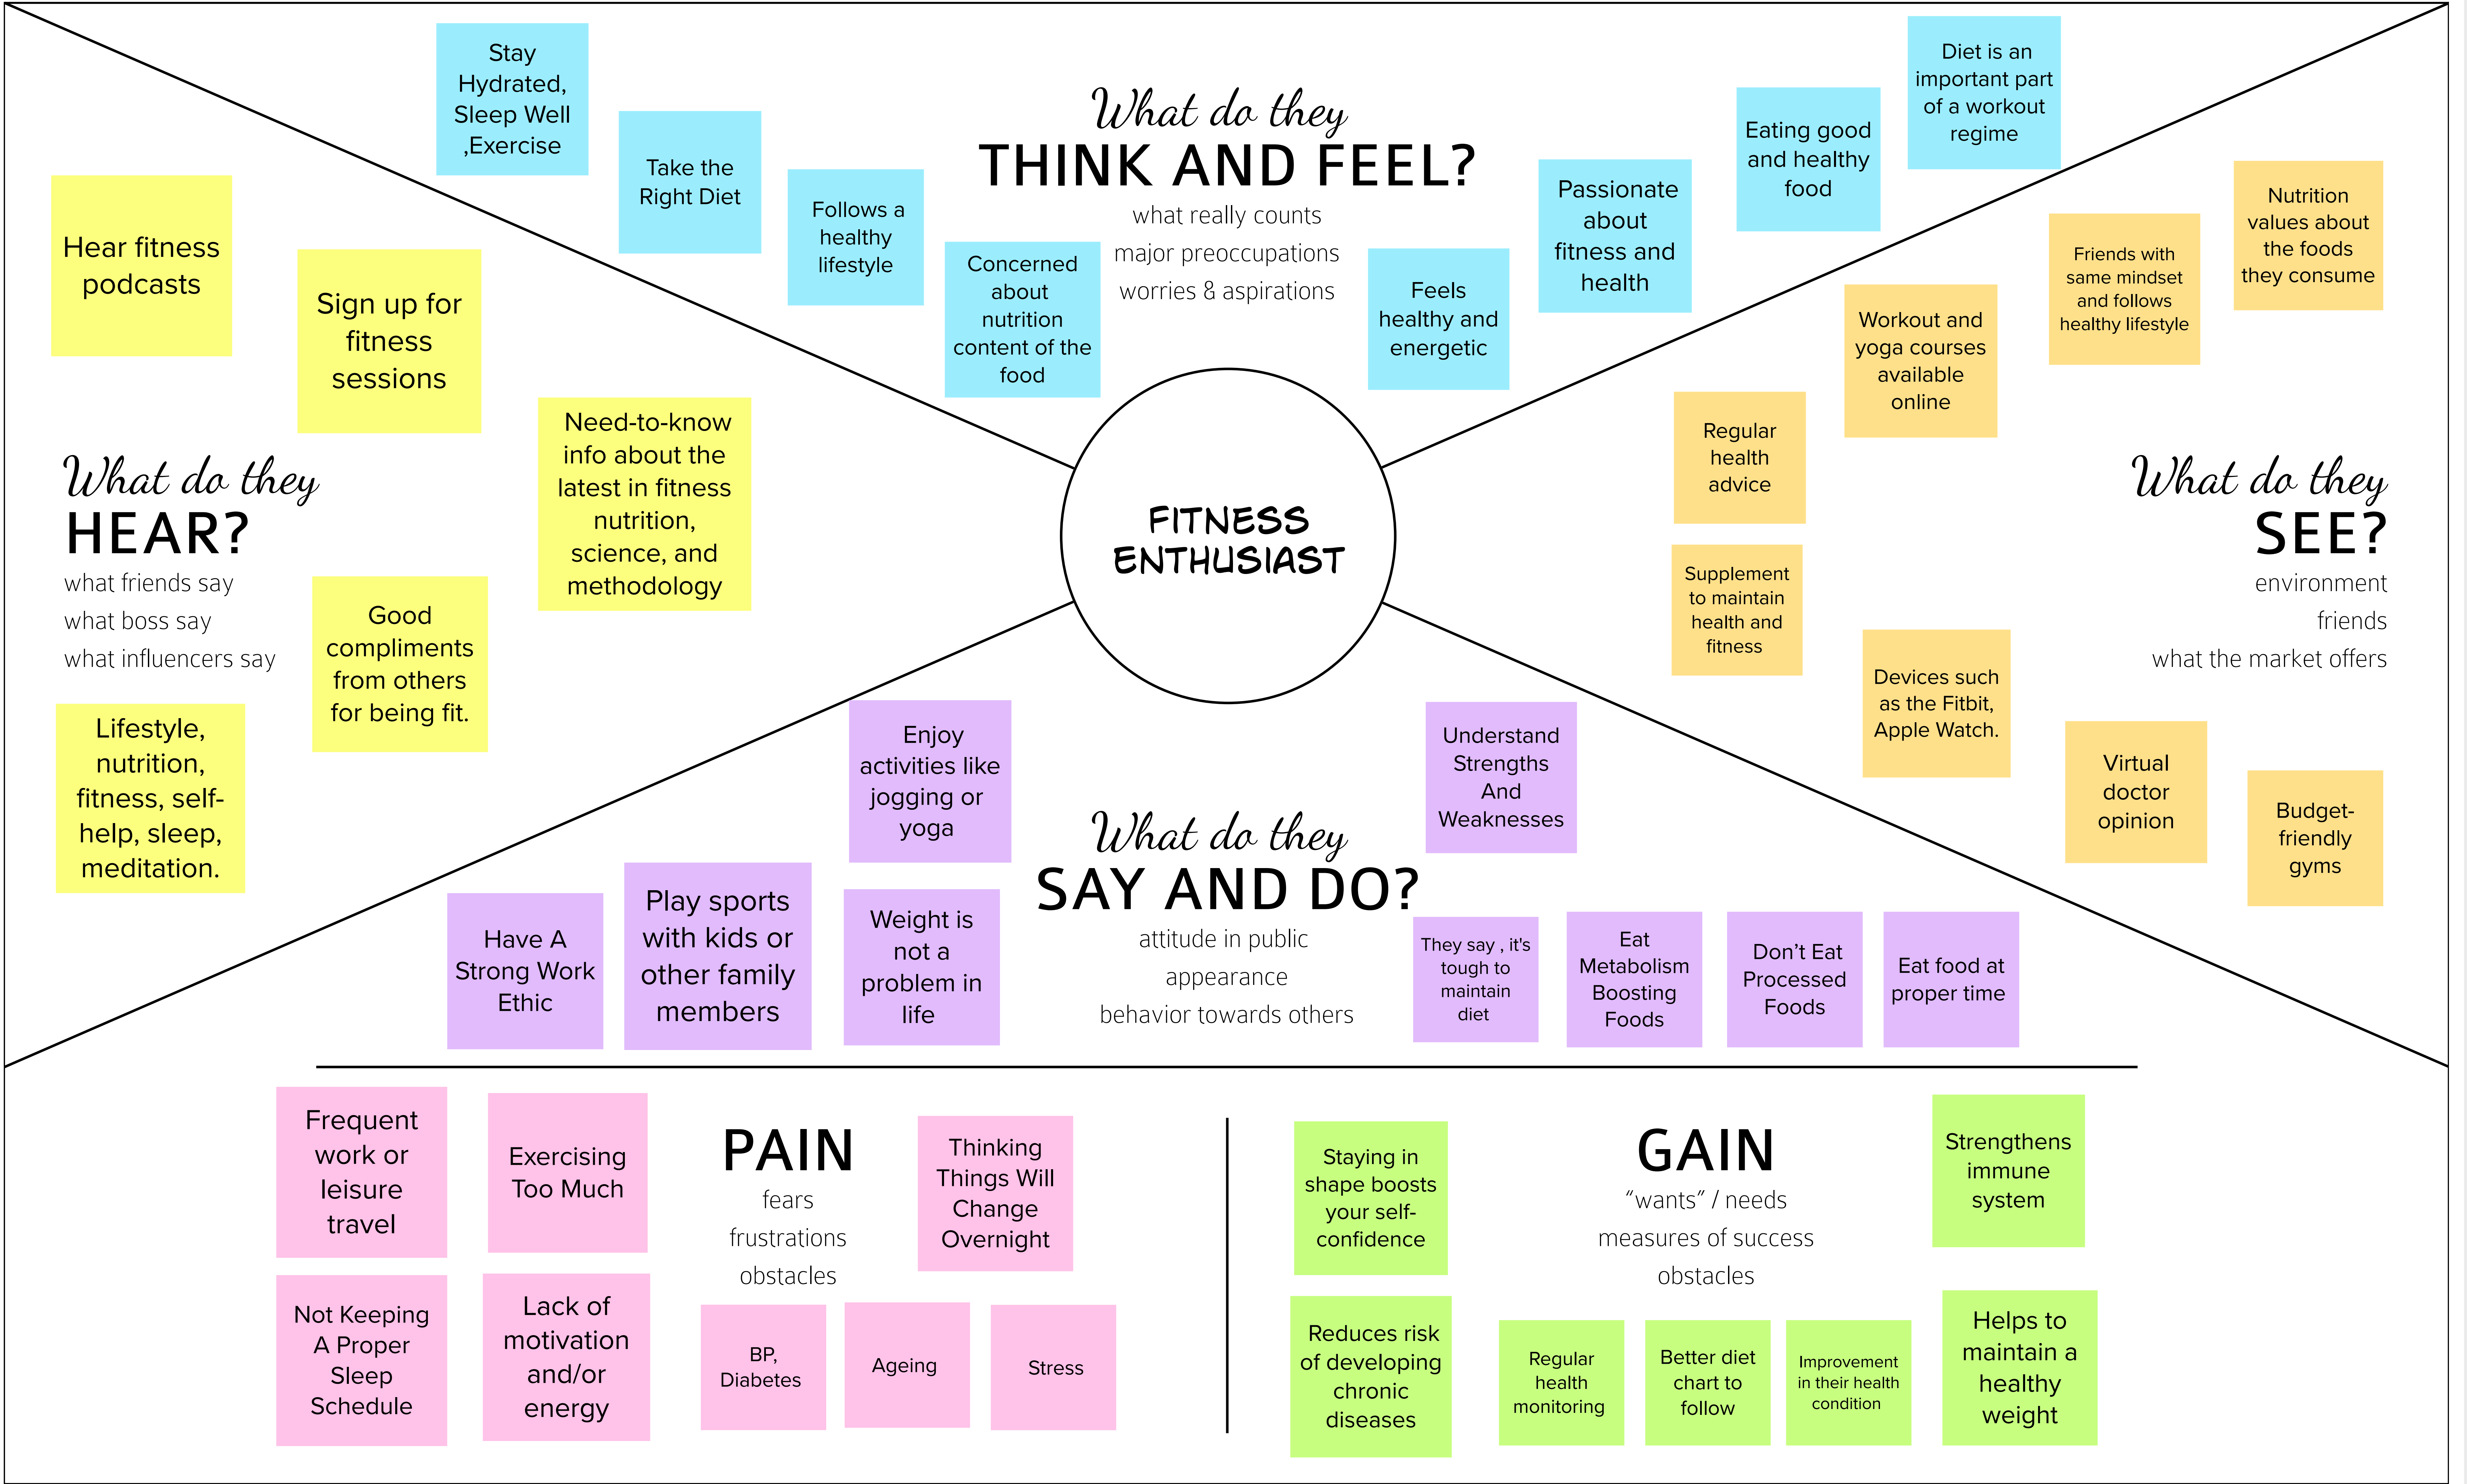 What do they
THINK AND FEEL?
what really counts
major preoccupations
worries & aspirations
Stay
Hydrated,
Sleep Well
,Exercise
Take the
Right Diet
Follows a
healthy
lifestyle
Concerned
about
nutrition
content of the
food
Feels
healthy and
energetic
Passionate
about
fitness and
health
Eating good
and healthy
food
Diet is an
important part
of a workout
regime
Hear fitness
podcasts
Sign up for
fitness
sessions
Need-to-know
info about the
latest in fitness
nutrition,
science, and
methodology
What do they
HEAR?
what friends say
what boss say
what influencers say
Good
compliments
from others
for being fit.
Lifestyle,
nutrition,
fitness, self-
help, sleep,
meditation.
FITNESS
ENTHUSIAST
Nutrition
values about
the foods
they consume
Friends with
same mindset
and follows
healthy lifestyle
Workout and
yoga courses
available
online
Regular
health
advice
What do they
SEE?
environment
friends
what the market offers
Supplement
to maintain
health and
fitness
Devices such
as the Fitbit,
Apple Watch.
Virtual
doctor
opinion
Budget-
friendly
gyms
Enjoy
activities like
jogging or
yoga
Understand
Strengths
And
Weaknesses
What do they
SAY AND DO?
attitude in public
appearance
behavior towards others
Have A
Strong Work
Ethic
Play sports
with kids or
other family
members
Weight is
not a
problem in
life
They say , it's
tough to
maintain
diet
Eat
Metabolism
Boosting
Foods
Don’t Eat
Processed
Foods
Eat food at
proper time
PAIN
fears
frustrations
obstacles
Frequent
work or
leisure
travel
Exercising
Too Much
Thinking
Things Will
Change
Overnight
Not Keeping
A Proper
Sleep
Schedule
Lack of
motivation
and/or
energy
BP,
Diabetes
Ageing
Stress
GAIN
“wants” / needs
measures of success
obstacles
Staying in
shape boosts
your self-
confidence
Strengthens
immune
system
Reduces risk
of developing
chronic
diseases
Regular
health
monitoring
Better diet
chart to
follow
Improvement
in their health
condition
Helps to
maintain a
healthy
weight